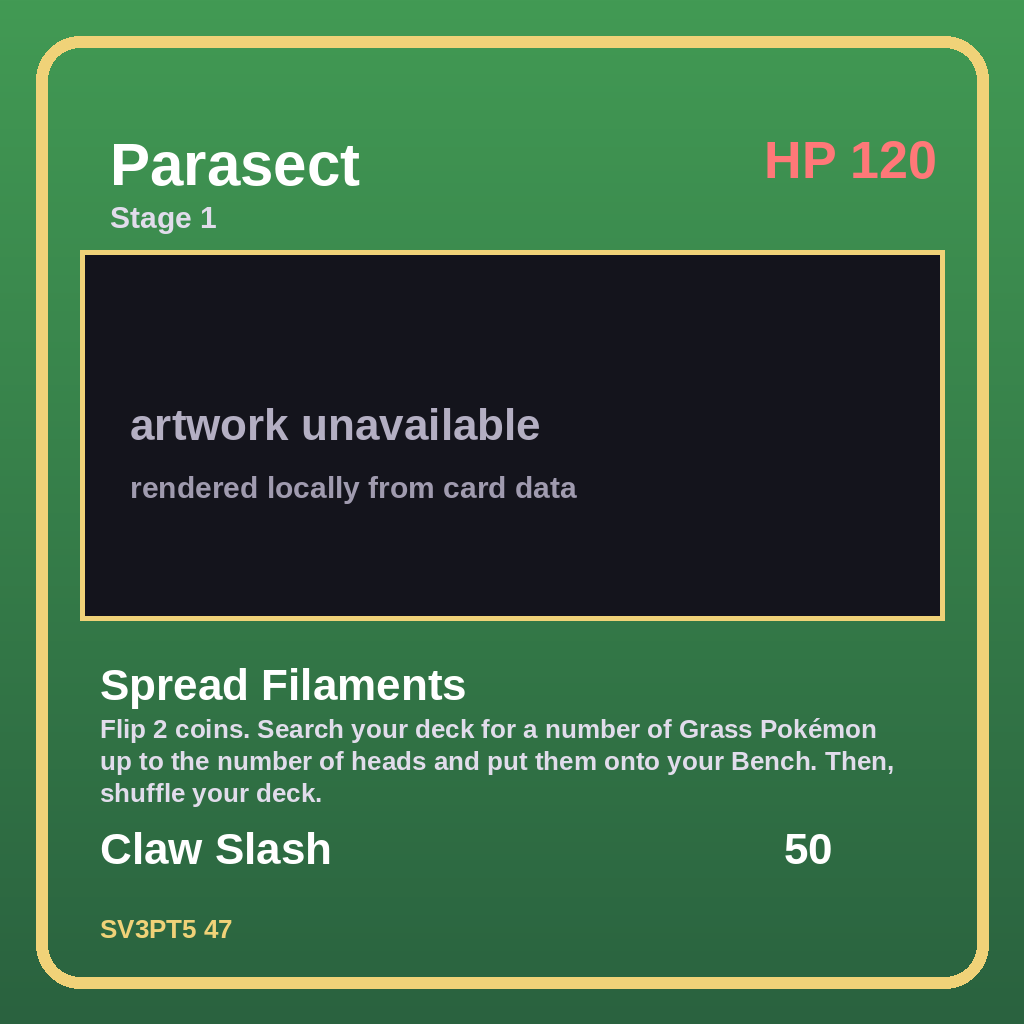 Parasect
HP 120
Stage 1
artwork unavailable
rendered locally from card data
Spread Filaments
Flip 2 coins. Search your deck for a number of Grass Pokémon
up to the number of heads and put them onto your Bench. Then,
shuffle your deck.
Claw Slash
50
SV3PT5 47